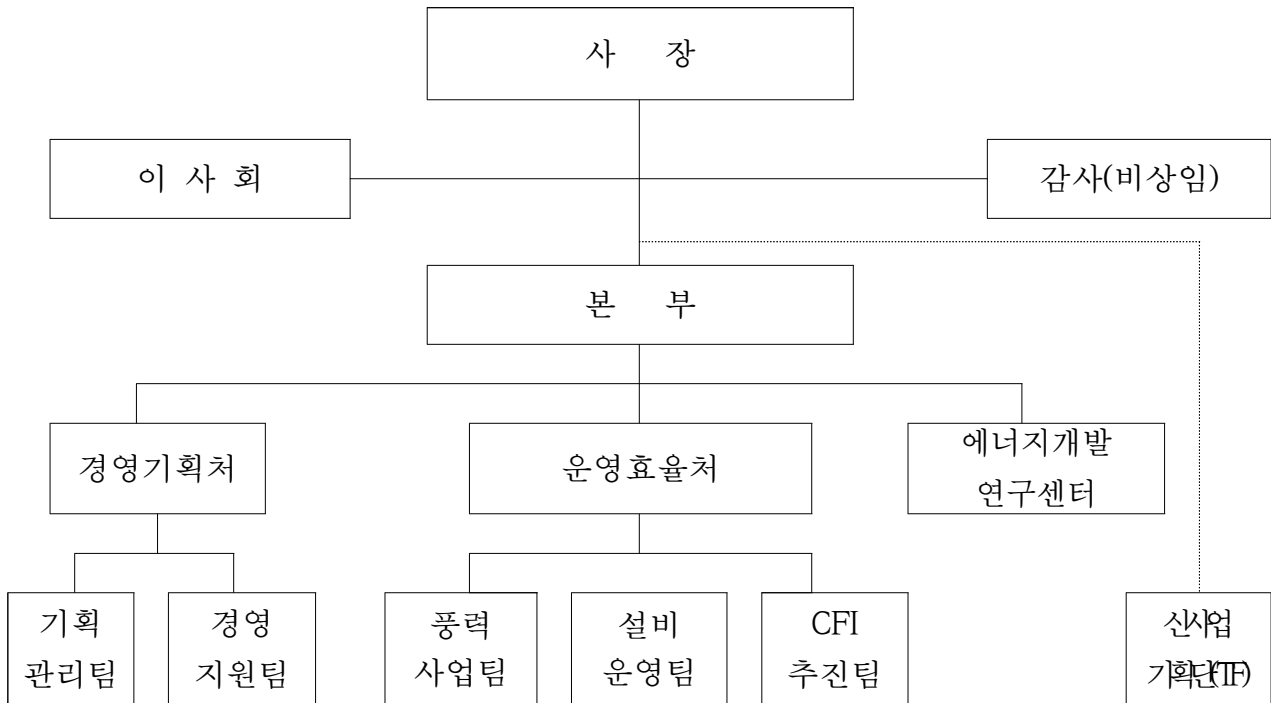 사 장
이 사 회
감사(비상임)
본 부
경영기획처
운영효율처
에너지개발
연구센터
기획
관리팀
경영
지원팀
풍력
사업팀
설비
운영팀
CFI
추진팀
신사업
기획단(TF)